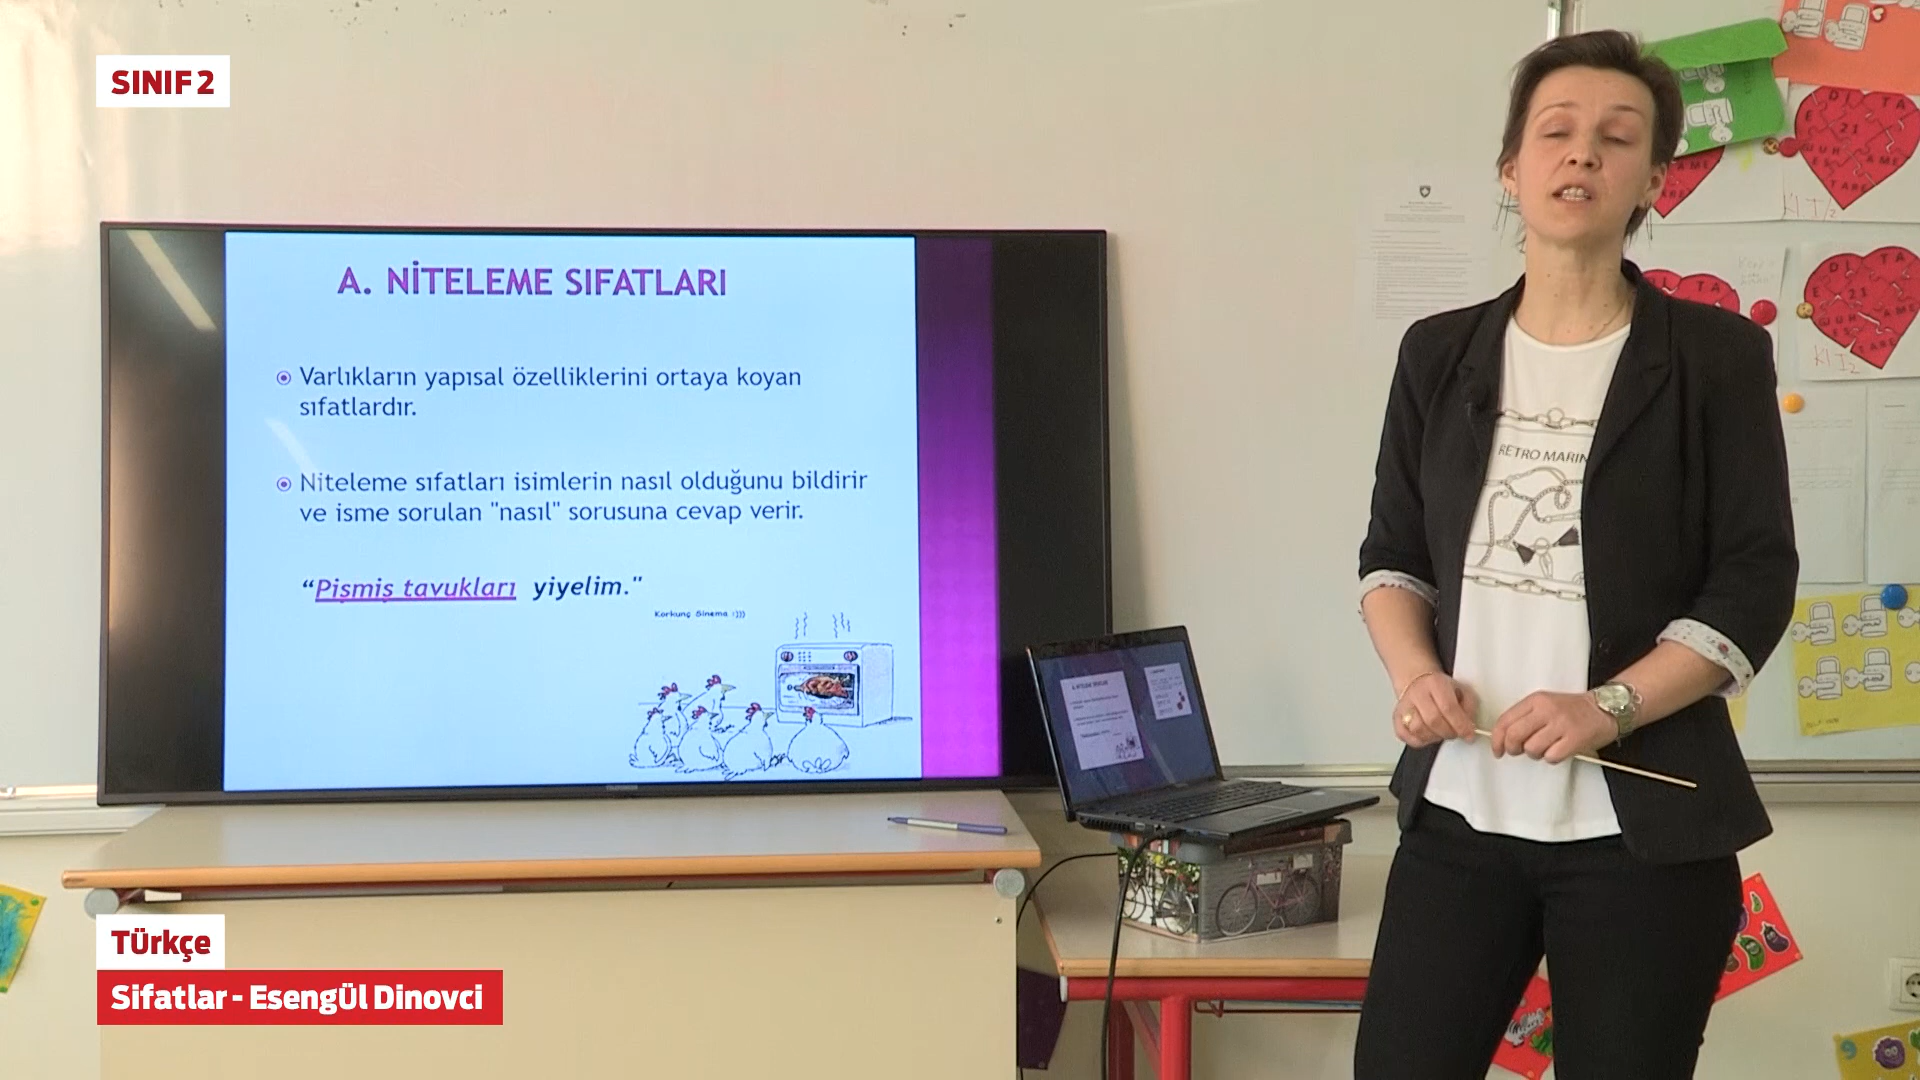 SINIF 2
A. NİTELEME SIFATLARI
Varlıkların yapısal özelliklerini ortaya koyan
sıfatlardır.
Niteleme sıfatları isimlerin nasıl olduğunu bildirir
ve isme sorulan "nasıl" sorusuna cevap verir.
“Pişmiş tavukları yiyelim."
Korkunç Sinema :)))
RETRO MARIN
Türkçe
Sifatlar - EsengÜl Dinovci